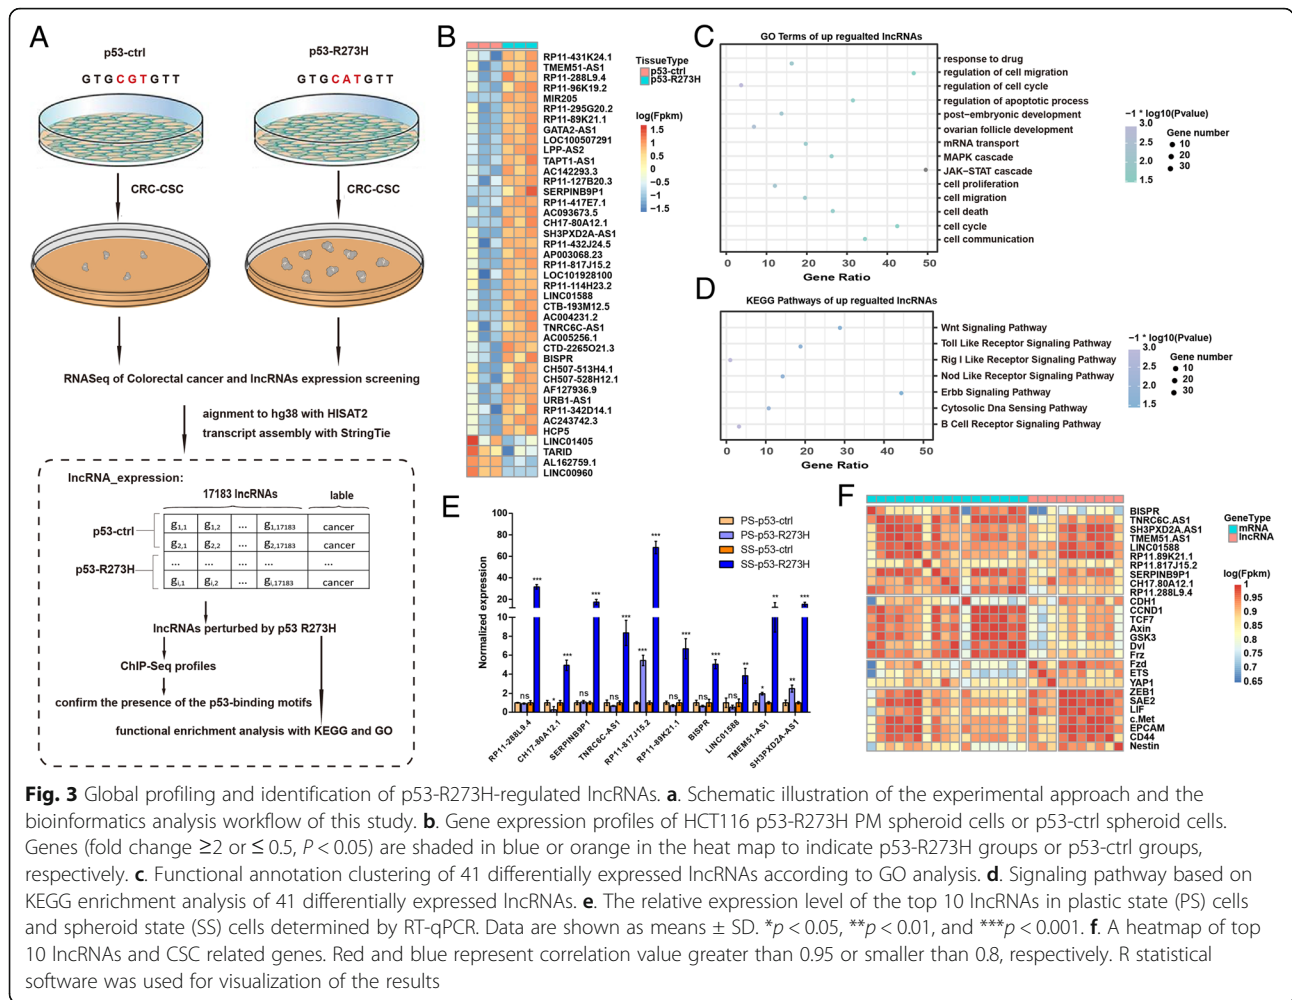 A
p53-ctrl
p53-R273H
G T G C G T G T T
G T G C A T G T T
CRC-CSC
CRC-CSC
RNASeq of Colorectal cancer and lncRNAs expression screening
aignment to hg38 with HISAT2
transcript assembly with StringTie
lncRNA_expression:
17183 lncRNAs
lable
p53-ctrl
p53-R273H
g1,1 g1,2 ... g1,17183 cancer
g2,1 g2,2 ... g2,17183 cancer
... ... ... ... ...
gi,1 gi,2 ... gi,17183 cancer
lncRNAs perturbed by p53 R273H
ChIP-Seq profiles
confirm the presence of the p53-binding motifs
functional enrichment analysis with KEGG and GO
B
RP11-431K24.1
TMEM51-AS1
RP11-288L9.4
RP11-96K19.2
MIR205
RP11-295G20.2
RP11-89K21.1
GATA2-AS1
LOC100507291
LPP-AS2
TAPT1-AS1
AC142293.3
RP11-127B20.3
SERPINB9P1
RP11-417E7.1
AC093673.5
CH17-80A12.1
SH3PXD2A-AS1
RP11-432J24.5
AP003068.23
RP11-817J15.2
LOC101928100
RP11-114H23.2
LINC01588
CTB-193M12.5
AC004231.2
TNRC6C-AS1
AC005256.1
CTD-2265O21.3
BISPR
CH507-513H4.1
CH507-528H12.1
AF127936.9
URB1-AS1
RP11-342D14.1
AC243742.3
HCP5
LINC01405
TARID
AL162759.1
LINC00960
TissueType
p53-ctrl
p53-R273H
log(Fpkm)
1.5
1
0.5
0
−0.5
−1
−1.5
C
GO Terms of up regualted lncRNAs
response to drug
regulation of cell migration
regulation of cell cycle
regulation of apoptotic process
post−embryonic development
ovarian follicle development
mRNA transport
MAPK cascade
JAK−STAT cascade
cell proliferation
cell migration
cell death
cell cycle
cell communication
0 10 20 30 40 50
Gene Ratio
−1 * log10(Pvalue)
3.0
2.5
2.0
1.5
Gene number
10
20
30
D
KEGG Pathways of up regualted lncRNAs
Wnt Signaling Pathway
Toll Like Receptor Signaling Pathway
Rig I Like Receptor Signaling Pathway
Nod Like Receptor Signaling Pathway
Erbb Signaling Pathway
Cytosolic Dna Sensing Pathway
B Cell Receptor Signaling Pathway
0 10 20 30 40 50
Gene Ratio
−1 * log10(Pvalue)
3.0
2.5
2.0
1.5
Gene number
10
20
30
E
Normalized expression
100
80
60
40
20
10
8
6
4
2
0
PS-p53-ctrl
PS-p53-R273H
SS-p53-ctrl
SS-p53-R273H
ns *** * *** ns *** ns *** *** *** ns *** ns *** ns ** * ** ** ***
RP11-288L9.4
CH17-80A12.1
SERPINB9P1
TNRC6C-AS1
RP11-817J15.2
RP11-89K21.1
BISPR
LINC01588
TMEM51-AS1
SH3PXD2A-AS1
F
BISPR
TNRC6C.AS1
SH3PXD2A.AS1
TMEM51.AS1
LINC01588
RP11.89K21.1
RP11.817J15.2
SERPINB9P1
CH17.80A12.1
RP11.288L9.4
CDH1
CCND1
TCF7
Axin
GSK3
Dvl
Frz
Fzd
ETS
YAP1
ZEB1
SAE2
LIF
c.Met
EPCAM
CD44
Nestin
GeneType
mRNA
lncRNA
log(Fpkm)
1
0.95
0.9
0.85
0.8
0.75
0.7
0.65
Fig. 3 Global profiling and identification of p53-R273H-regulated lncRNAs. a. Schematic illustration of the experimental approach and the
bioinformatics analysis workflow of this study. b. Gene expression profiles of HCT116 p53-R273H PM spheroid cells or p53-ctrl spheroid cells.
Genes (fold change ≥2 or ≤ 0.5, P < 0.05) are shaded in blue or orange in the heat map to indicate p53-R273H groups or p53-ctrl groups,
respectively. c. Functional annotation clustering of 41 differentially expressed lncRNAs according to GO analysis. d. Signaling pathway based on
KEGG enrichment analysis of 41 differentially expressed lncRNAs. e. The relative expression level of the top 10 lncRNAs in plastic state (PS) cells
and spheroid state (SS) cells determined by RT-qPCR. Data are shown as means ± SD. *p < 0.05, **p < 0.01, and ***p < 0.001. f. A heatmap of top
10 lncRNAs and CSC related genes. Red and blue represent correlation value greater than 0.95 or smaller than 0.8, respectively. R statistical
software was used for visualization of the results